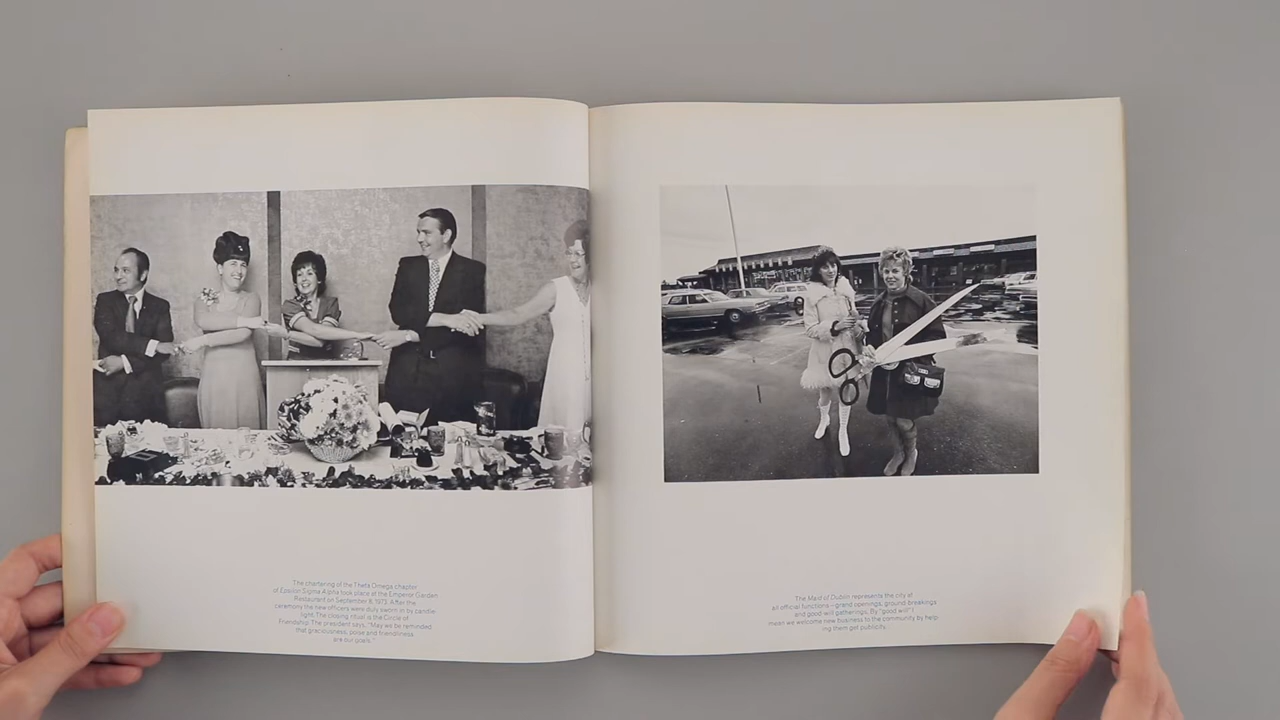 The chartering of the Theta Omega chapter
of Epsilon Sigma Alpha took place at the Emperor Garden
Restaurant on September 8, 1973. After the
ceremony the new officers were duly sworn in by candle
light. The closing ritual is the Circle of
Friendship. The president says, "May we be reminded
that graciousness, poise and friendliness
are our goals."
The Maid of Dublin represents the city at
all official functions—grand openings, ground breakings
and good will gatherings. By "good will" I
mean we welcome new business to the community by help
ing them get publicity.